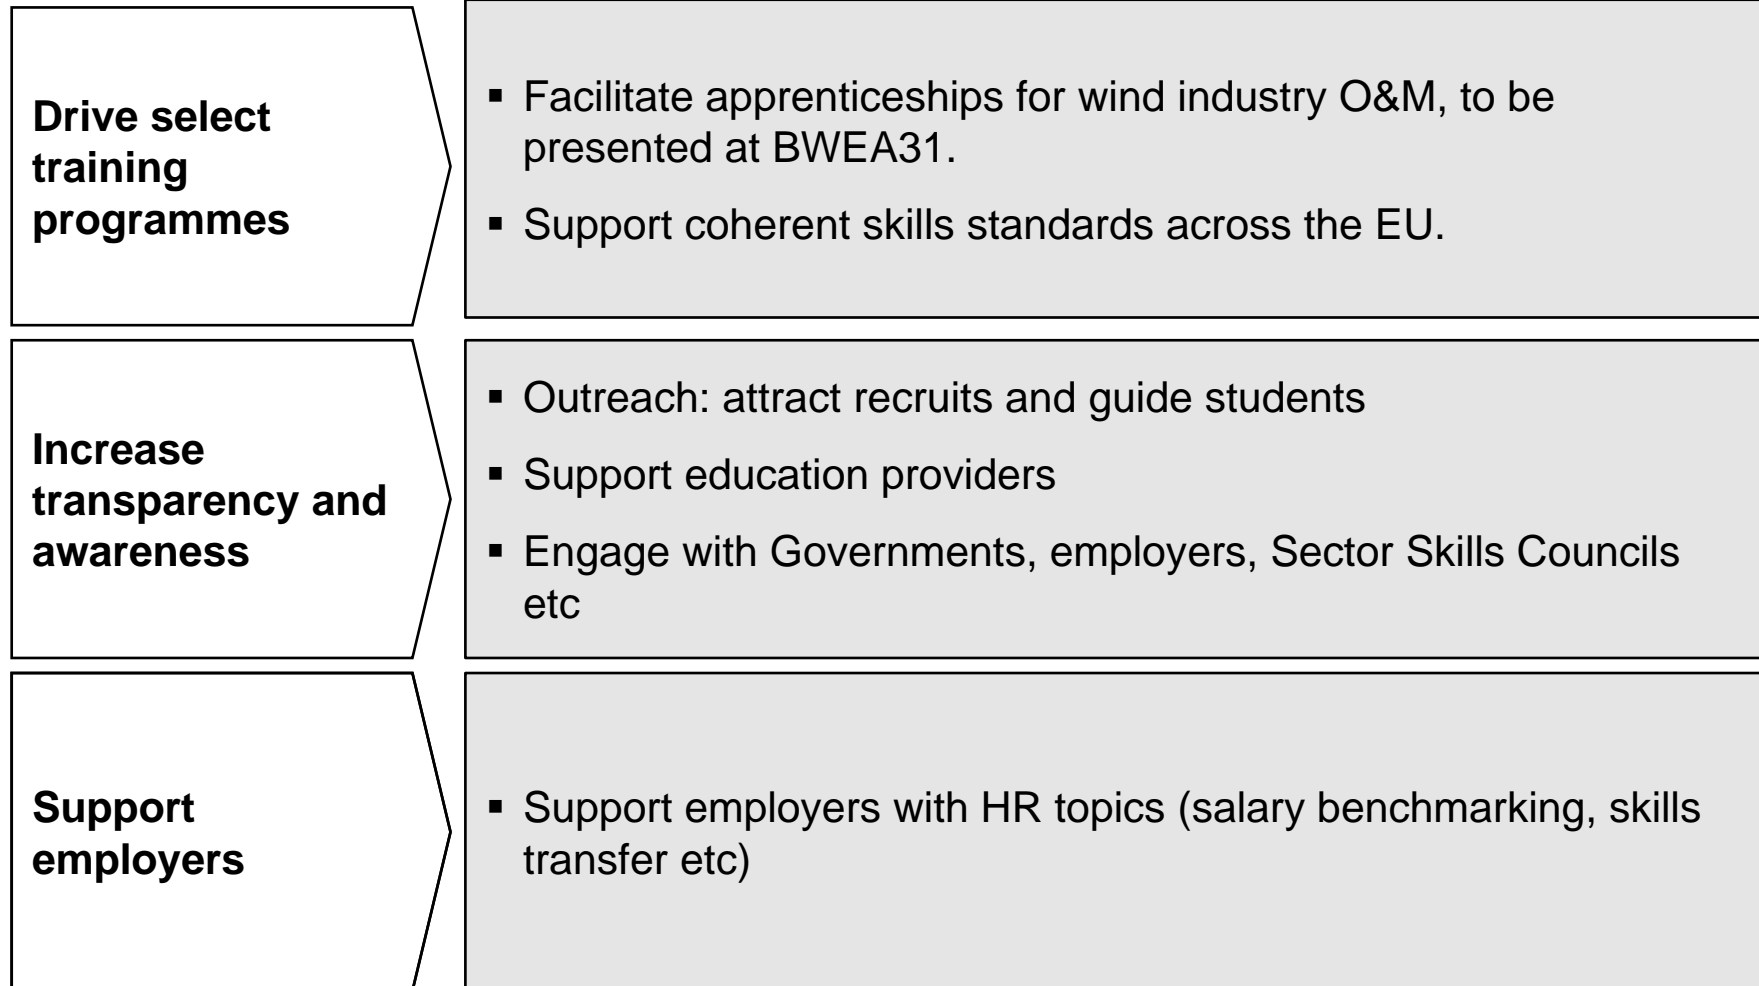 Drive select
training
programmes
▪ Facilitate apprenticeships for wind industry O&M, to be
presented at BWEA31.
▪ Support coherent skills standards across the EU.
Increase
transparency and
awareness
▪ Outreach: attract recruits and guide students
▪ Support education providers
▪ Engage with Governments, employers, Sector Skills Councils
etc
Support
employers
▪ Support employers with HR topics (salary benchmarking, skills
transfer etc)